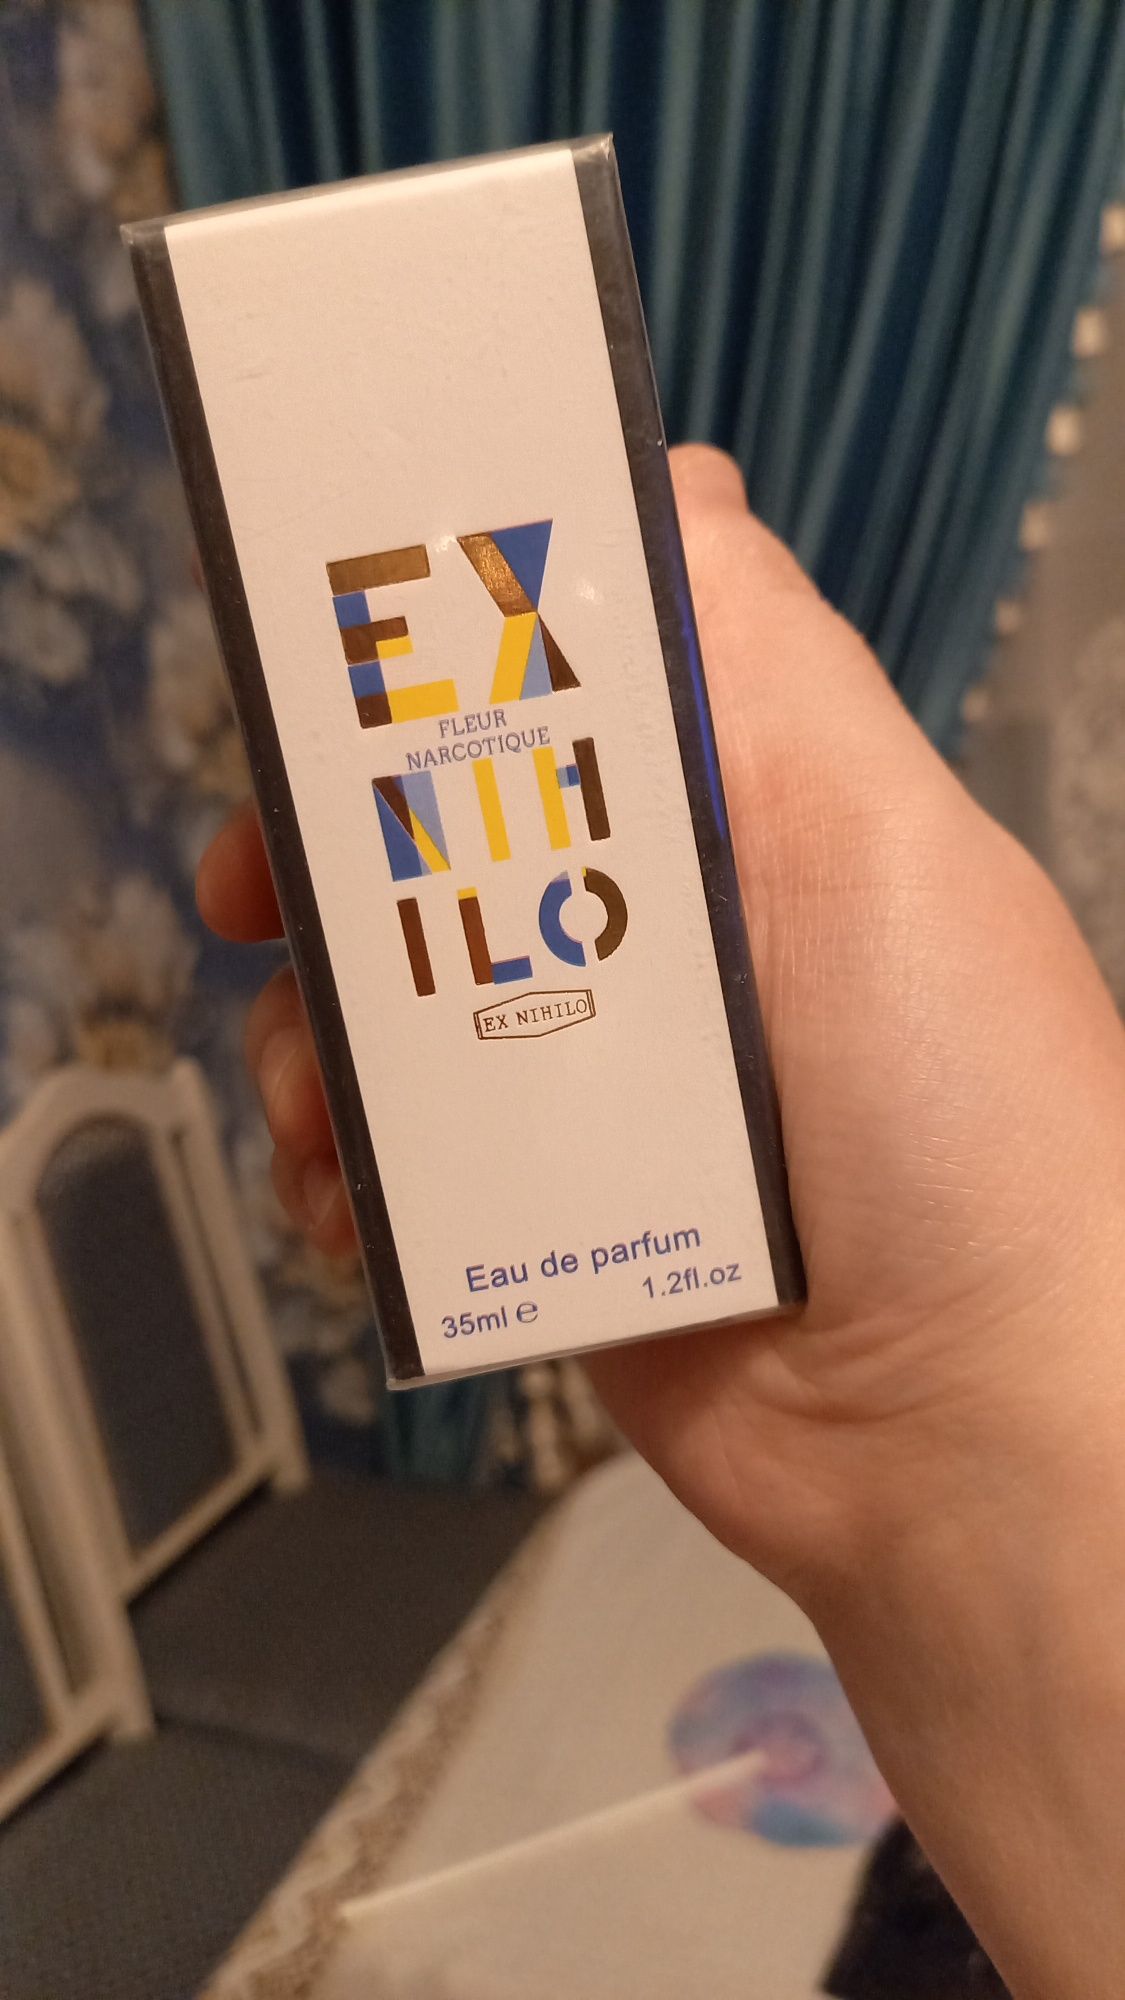 EX
FLEUR
NARCOTIQUE
NIH
ILO
EX NIHILO
Eau de parfum
35ml ℮ 1.2fl.oz